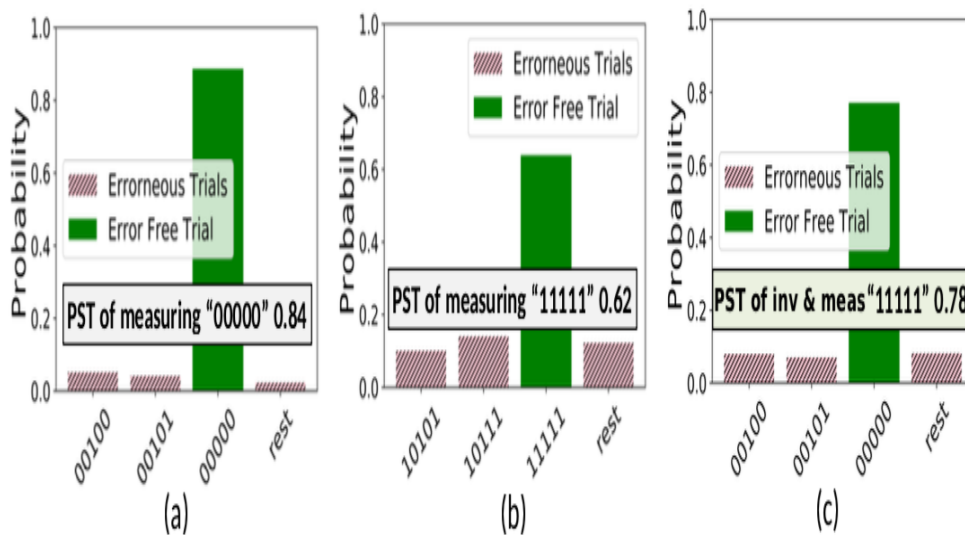 Probability
1.0
0.8
0.6
0.4
0.2
0.0
Errorneous Trials
Error Free Trial
PST of measuring “00000” 0.84
00100
00101
00000
rest
(a)
Probability
1.0
0.8
0.6
0.4
0.2
0.0
Errorneous Trials
Error Free Trial
PST of measuring “11111” 0.62
10101
10111
11111
rest
(b)
Probability
1.0
0.8
0.6
0.4
0.2
0.0
Errorneous Trials
Error Free Trial
PST of inv & meas “11111” 0.78
00100
00101
00000
rest
(c)